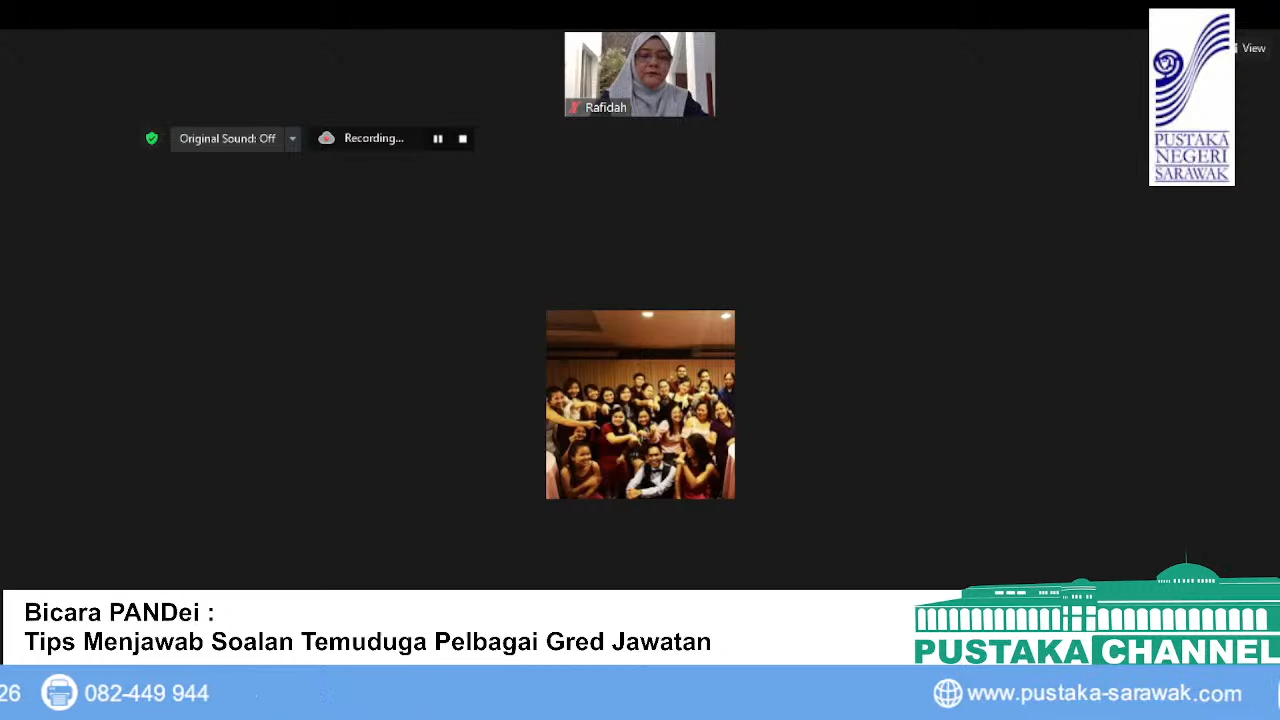 View
Rafidah
Original Sound: Off
Recording...
PUSTAKA
NEGERI
SARAWAK
Bicara PANDei :
Tips Menjawab Soalan Temuduga Pelbagai Gred Jawatan
PUSTAKA CHANNEL
26 082-449 944 www.pustaka-sarawak.com